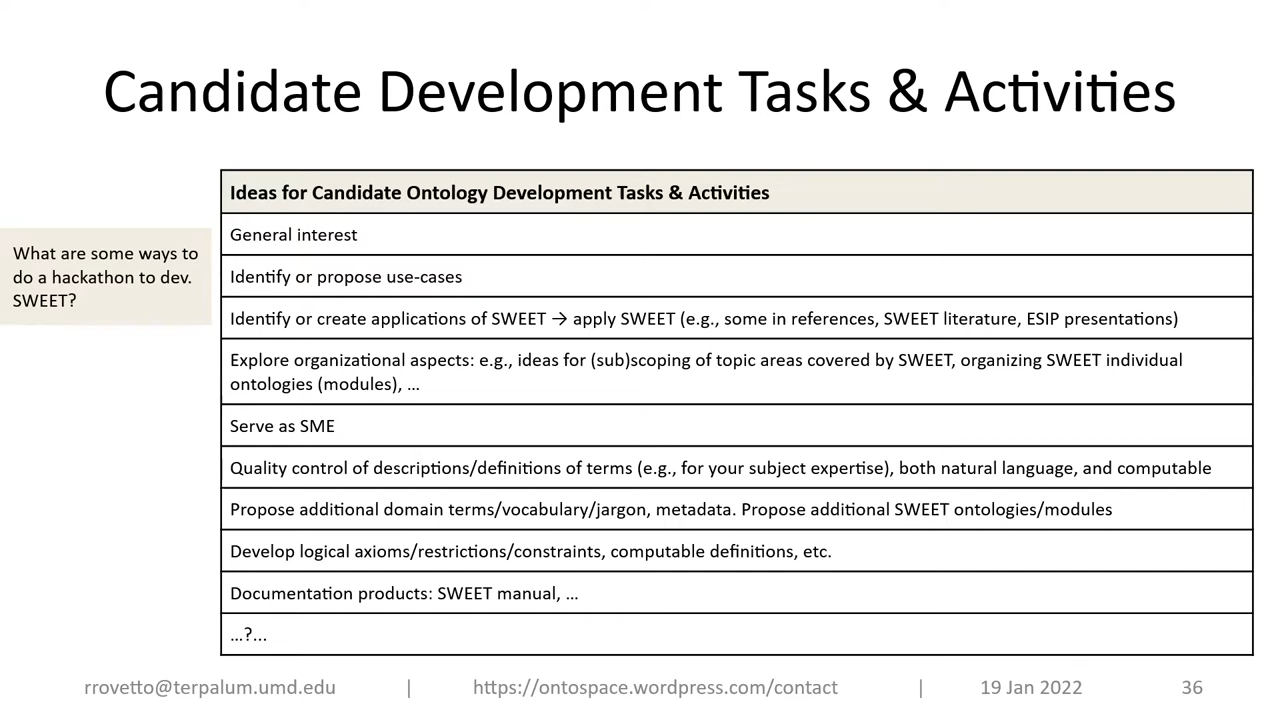 Candidate Development Tasks & Activities
What are some ways to
do a hackathon to dev.
SWEET?
Ideas for Candidate Ontology Development Tasks & Activities
General interest
Identify or propose use-cases
Identify or create applications of SWEET → apply SWEET (e.g., some in references, SWEET literature, ESIP presentations)
Explore organizational aspects: e.g., ideas for (sub)scoping of topic areas covered by SWEET, organizing SWEET individual
ontologies (modules), …
Serve as SME
Quality control of descriptions/definitions of terms (e.g., for your subject expertise), both natural language, and computable
Propose additional domain terms/vocabulary/jargon, metadata. Propose additional SWEET ontologies/modules
Develop logical axioms/restrictions/constraints, computable definitions, etc.
Documentation products: SWEET manual, …
…?...
rrovetto@terpalum.umd.edu | https://ontospace.wordpress.com/contact | 19 Jan 2022 36